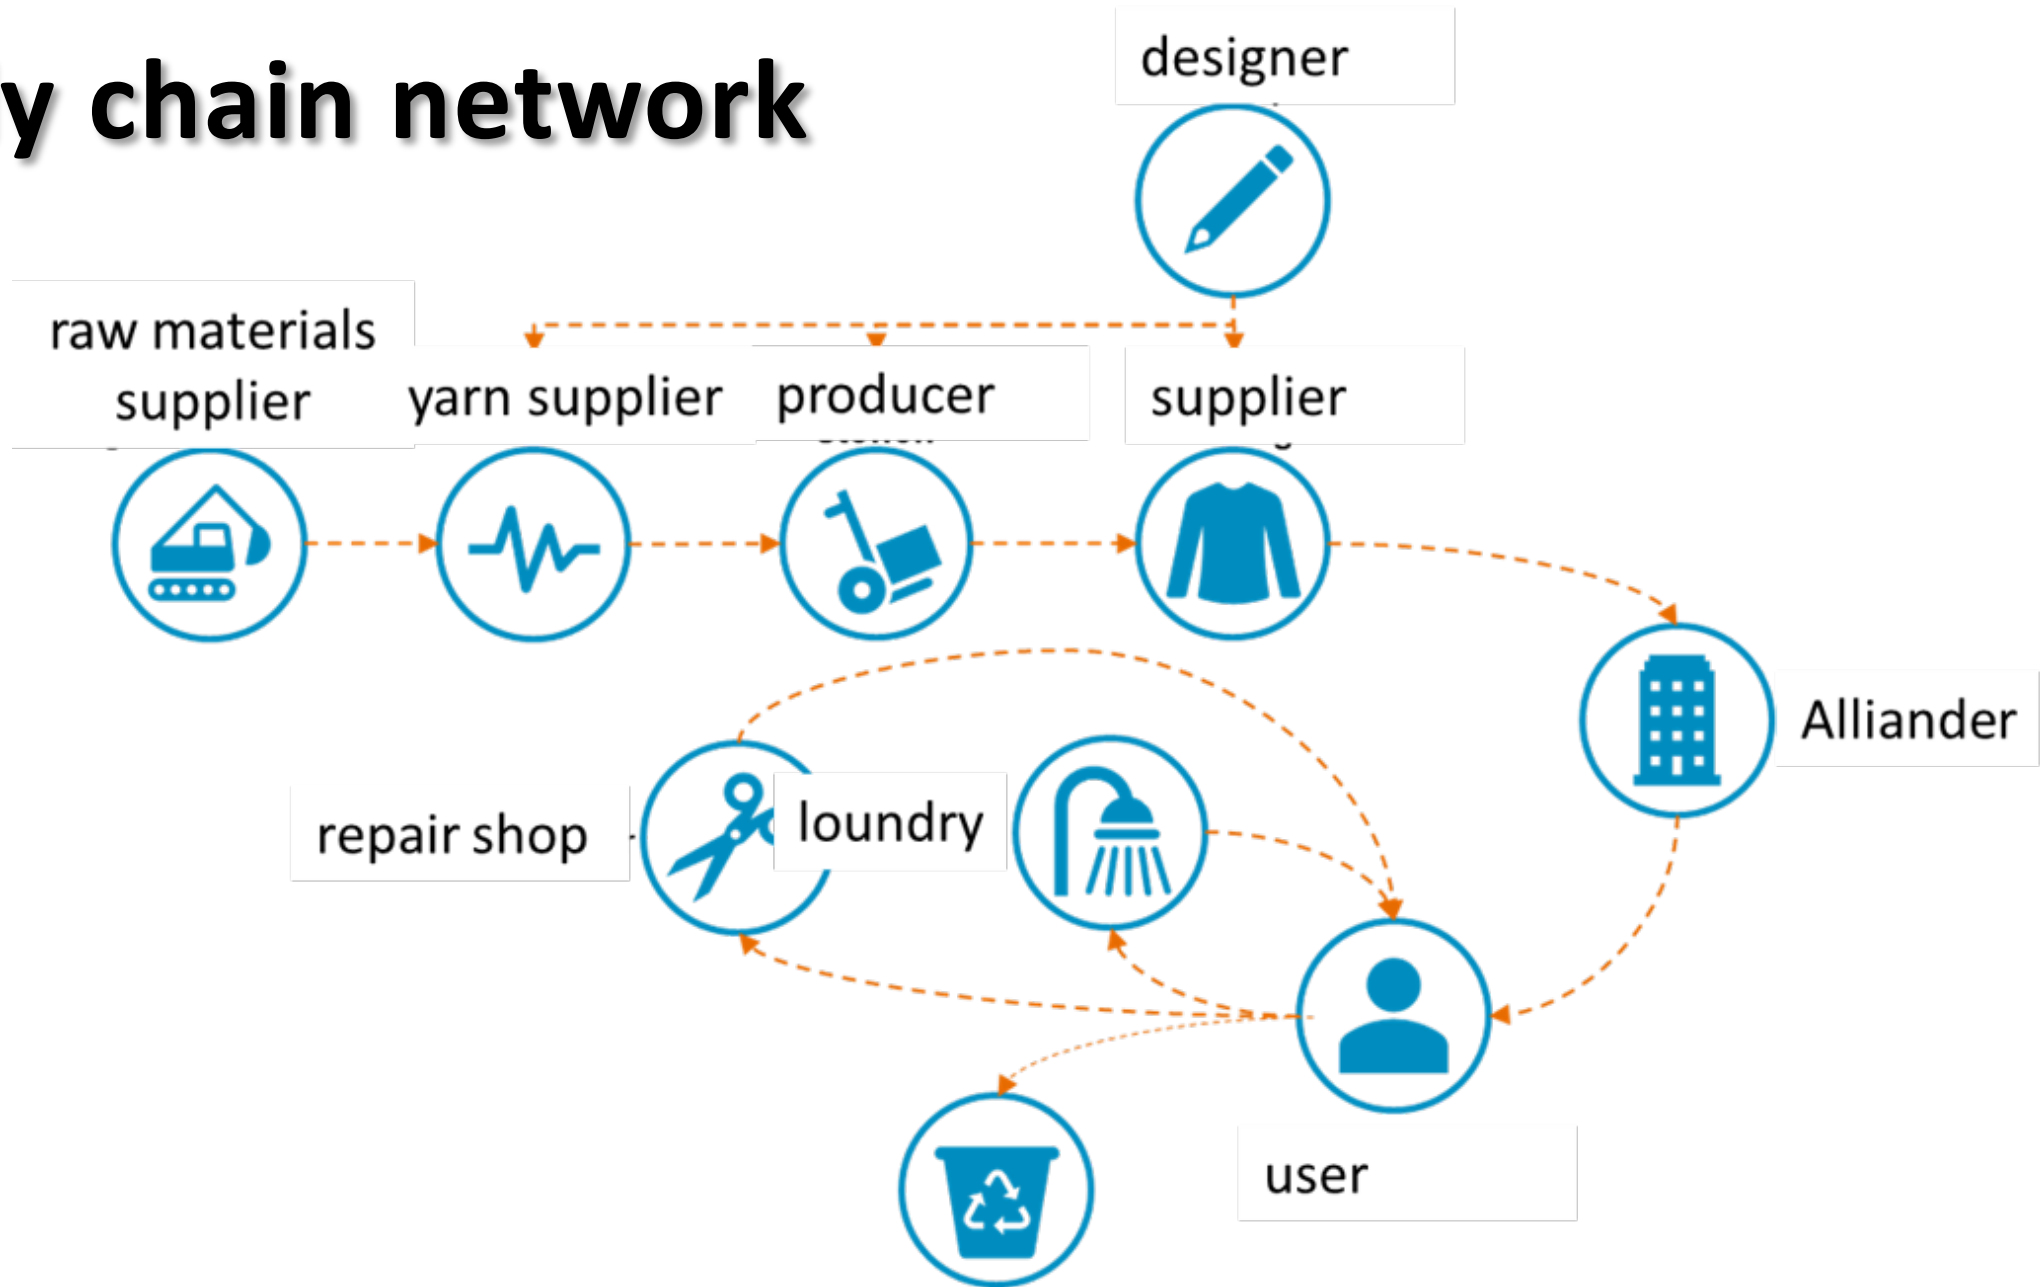 y chain network
designer
raw materials
supplier
yarn supplier
producer
supplier
Alliander
repair shop
loundry
user